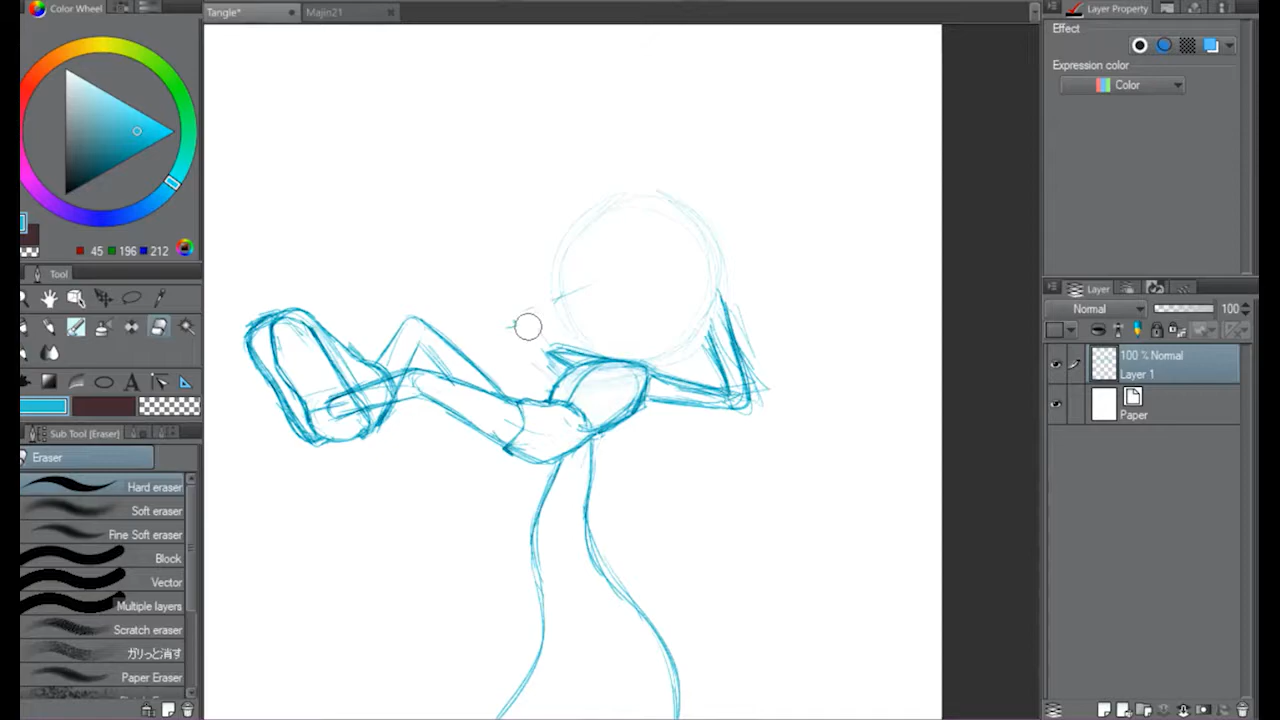 Color Wheel
Tangle*
Majin21
Layer Property
Effect
Expression color
Color
45 196 212
Tool
Layer
Normal 100
100 % Normal
Layer 1
Paper
Sub Tool [Eraser]
Eraser
Hard eraser
Soft eraser
Fine Soft eraser
Block
Vector
Multiple layers
Scratch eraser
ガリっと消す
Paper Eraser